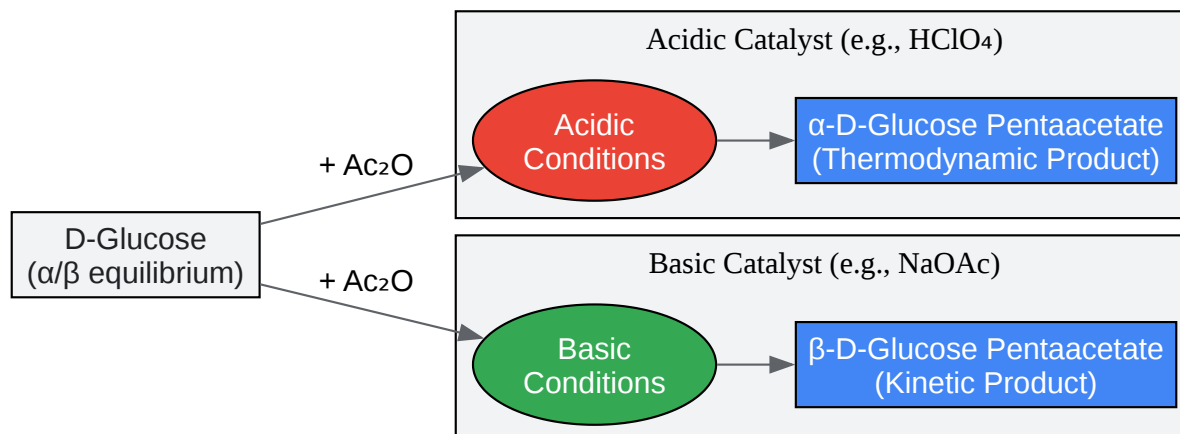 Acidic Catalyst (e.g., HClO₄)
Acidic
Conditions
α-D-Glucose Pentaacetate
(Thermodynamic Product)
+ Ac₂O
D-Glucose
(α/β equilibrium)
+ Ac₂O
Basic Catalyst (e.g., NaOAc)
Basic
Conditions
β-D-Glucose Pentaacetate
(Kinetic Product)